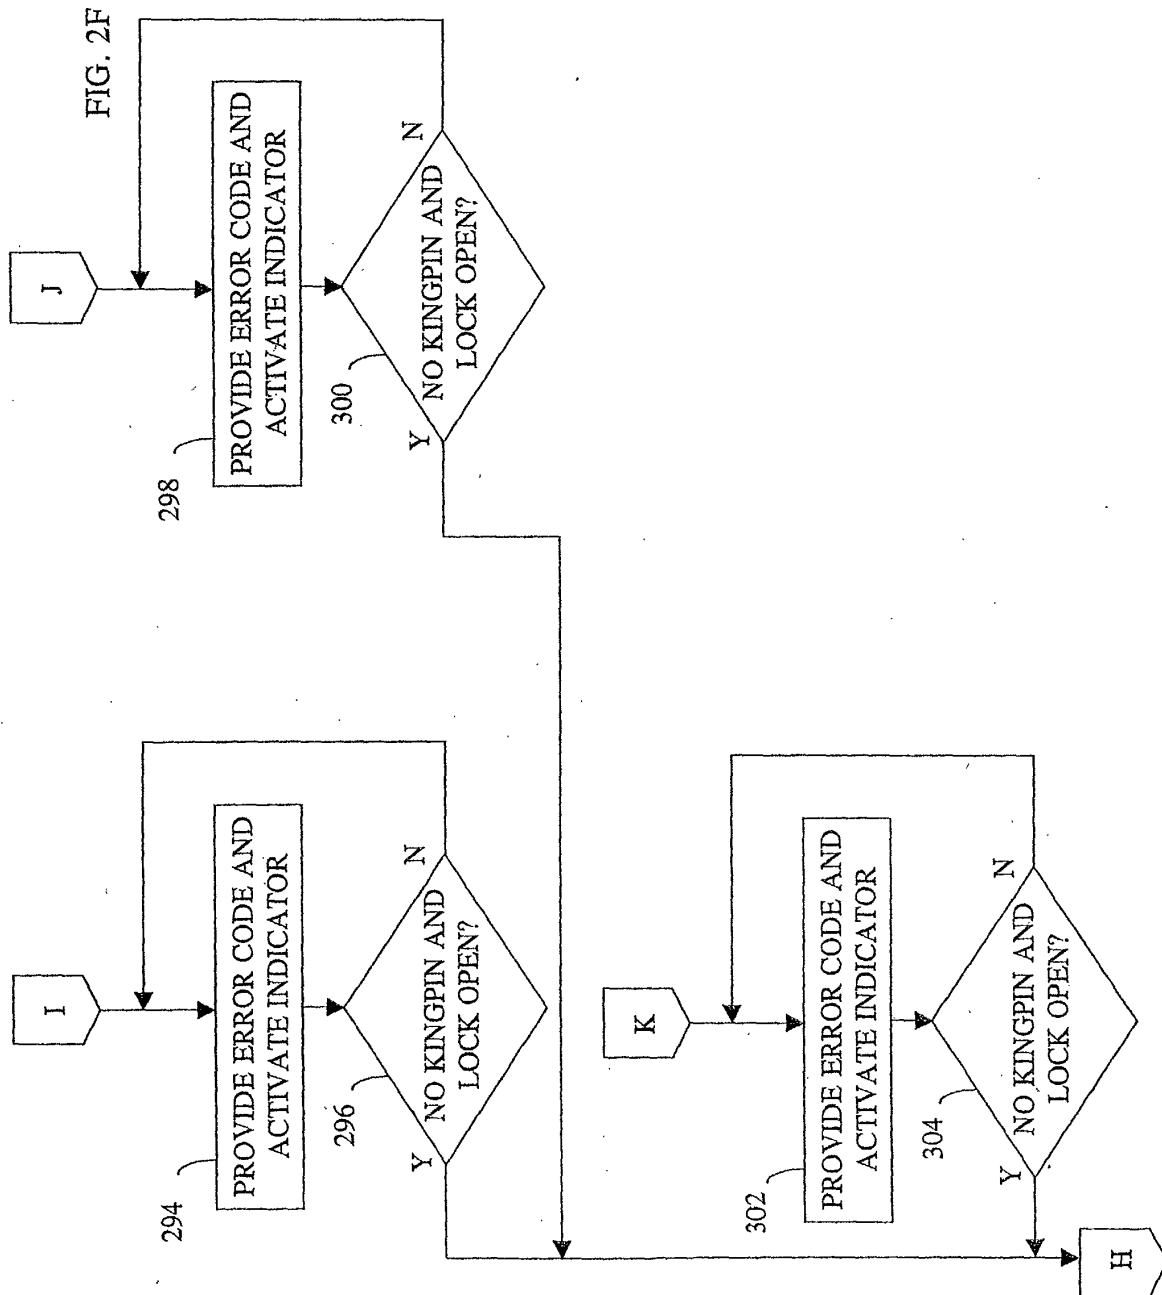 FIG. 2F
I
294
PROVIDE ERROR CODE AND
ACTIVATE INDICATOR
296
NO KINGPIN AND
LOCK OPEN?
Y
N
J
298
PROVIDE ERROR CODE AND
ACTIVATE INDICATOR
300
NO KINGPIN AND
LOCK OPEN?
Y
N
K
302
PROVIDE ERROR CODE AND
ACTIVATE INDICATOR
304
NO KINGPIN AND
LOCK OPEN?
Y
N
H